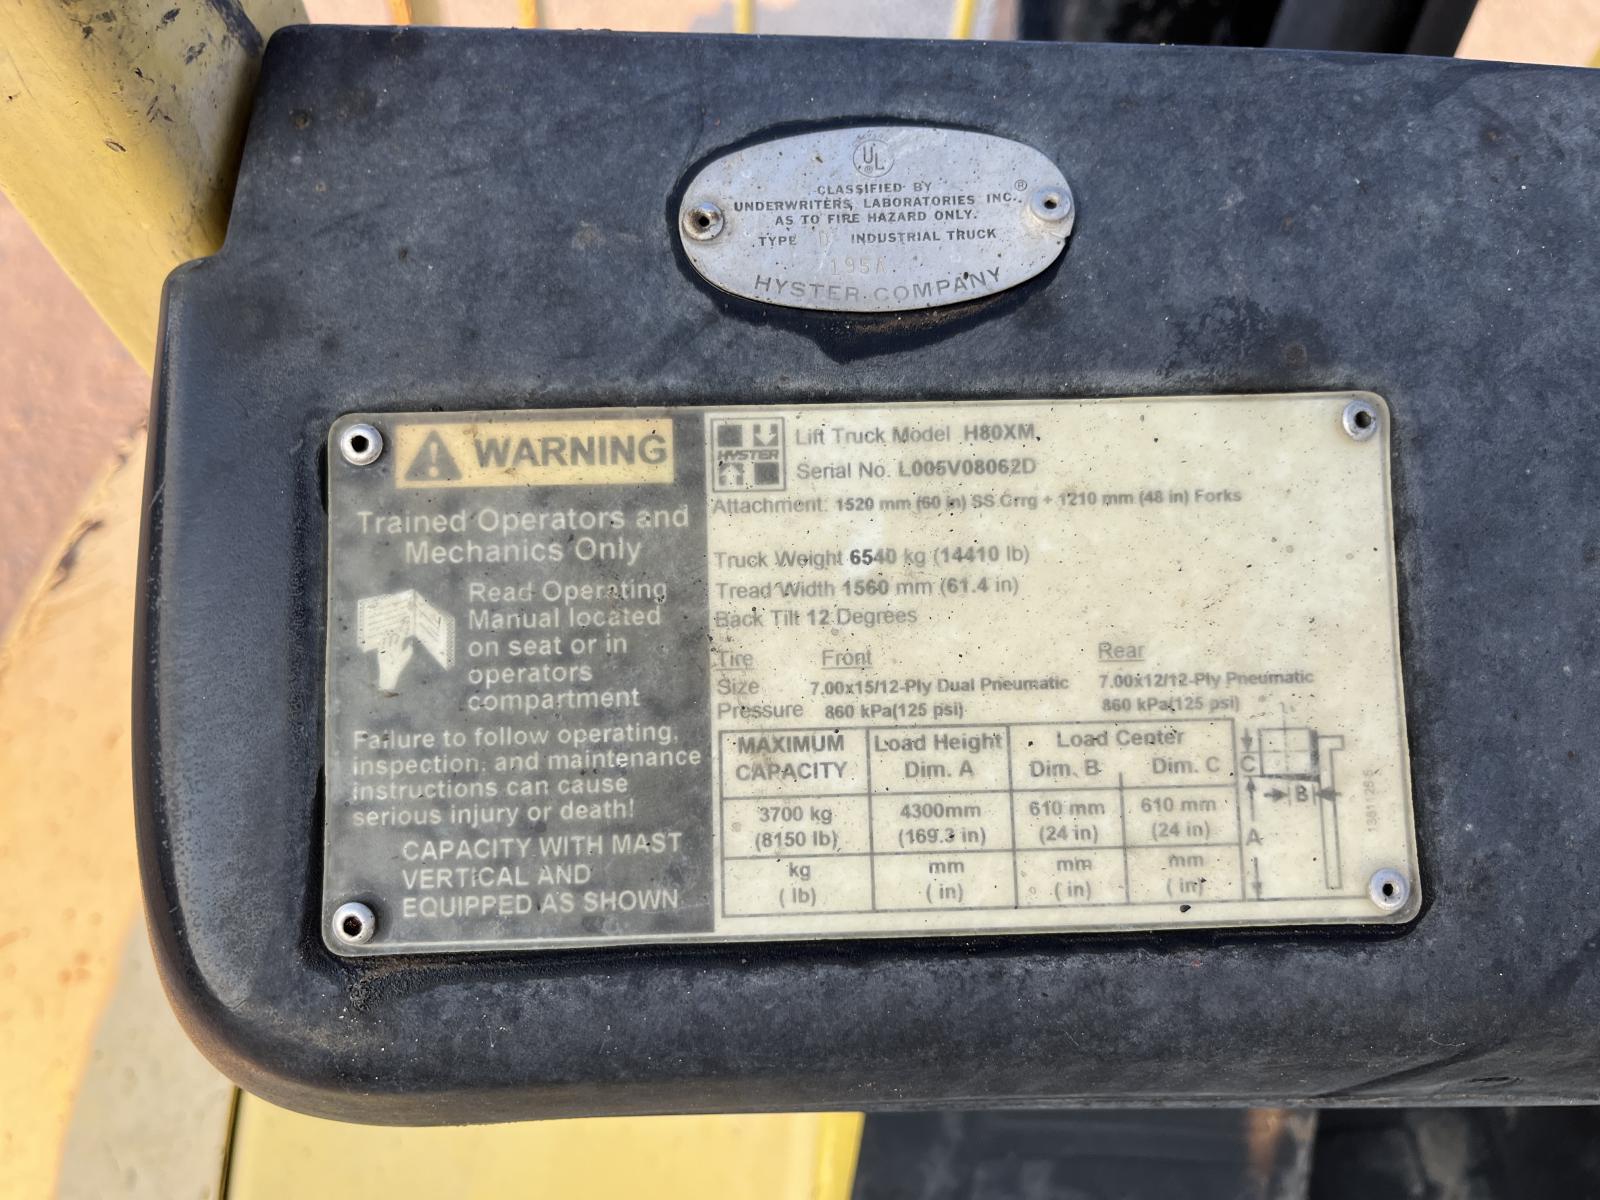 UL
CLASSIFIED BY
UNDERWRITERS LABORATORIES INC.®
AS TO FIRE HAZARD ONLY.
TYPE D INDUSTRIAL TRUCK
195A
HYSTER COMPANY
WARNING
Trained Operators and
Mechanics Only
Read Operating
Manual located
on seat or in
operators
compartment
Failure to follow operating,
inspection, and maintenance
instructions can cause
serious injury or death!
CAPACITY WITH MAST
VERTICAL AND
EQUIPPED AS SHOWN
HYSTER
Lift Truck Model H80XM
Serial No. L005V08062D
Attachment: 1520 mm (60 in) SS Crrg + 1210 mm (48 in) Forks
Truck Weight 6540 kg (14410 lb)
Tread Width 1560 mm (61.4 in)
Back Tilt 12 Degrees
Tire Front Rear
Size 7.00x15/12-Ply Dual Pneumatic 7.00x12/12-Ply Pneumatic
Pressure 860 kPa(125 psi) 860 kPa(125 psi)
MAXIMUM CAPACITY Load Height Dim. A Load Center Dim. B Dim. C
3700 kg 4300mm 610 mm 610 mm
(8150 lb) (169.3 in) (24 in) (24 in)
kg mm mm mm
( lb) ( in) ( in) ( in)
C
B
A